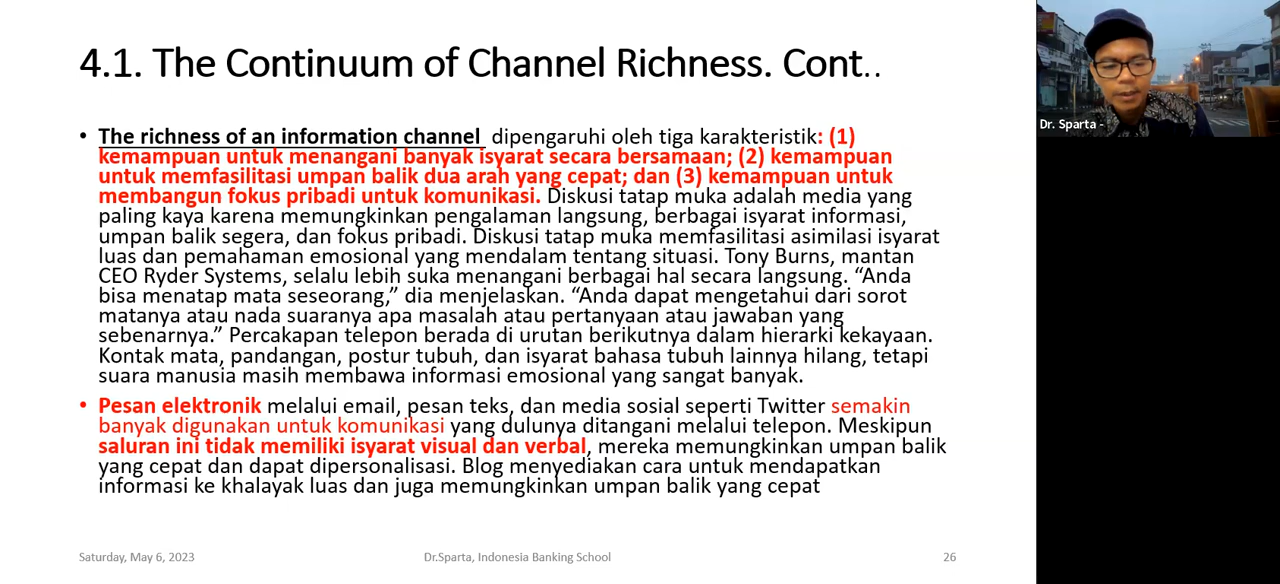 4.1. The Continuum of Channel Richness. Cont..
• The richness of an information channel dipengaruhi oleh tiga karakteristik: (1)
kemampuan untuk menangani banyak isyarat secara bersamaan; (2) kemampuan
untuk memfasilitasi umpan balik dua arah yang cepat; dan (3) kemampuan untuk
membangun fokus pribadi untuk komunikasi. Diskusi tatap muka adalah media yang
paling kaya karena memungkinkan pengalaman langsung, berbagai isyarat informasi,
umpan balik segera, dan fokus pribadi. Diskusi tatap muka memfasilitasi asimilasi isyarat
luas dan pemahaman emosional yang mendalam tentang situasi. Tony Burns, mantan
CEO Ryder Systems, selalu lebih suka menangani berbagai hal secara langsung. “Anda
bisa menatap mata seseorang,” dia menjelaskan. “Anda dapat mengetahui dari sorot
matanya atau nada suaranya apa masalah atau pertanyaan atau jawaban yang
sebenarnya.” Percakapan telepon berada di urutan berikutnya dalam hierarki kekayaan.
Kontak mata, pandangan, postur tubuh, dan isyarat bahasa tubuh lainnya hilang, tetapi
suara manusia masih membawa informasi emosional yang sangat banyak.
• Pesan elektronik melalui email, pesan teks, dan media sosial seperti Twitter semakin
banyak digunakan untuk komunikasi yang dulunya ditangani melalui telepon. Meskipun
saluran ini tidak memiliki isyarat visual dan verbal, mereka memungkinkan umpan balik
yang cepat dan dapat dipersonalisasi. Blog menyediakan cara untuk mendapatkan
informasi ke khalayak luas dan juga memungkinkan umpan balik yang cepat
Saturday, May 6, 2023
Dr.Sparta, Indonesia Banking School
26
Dr. Sparta -